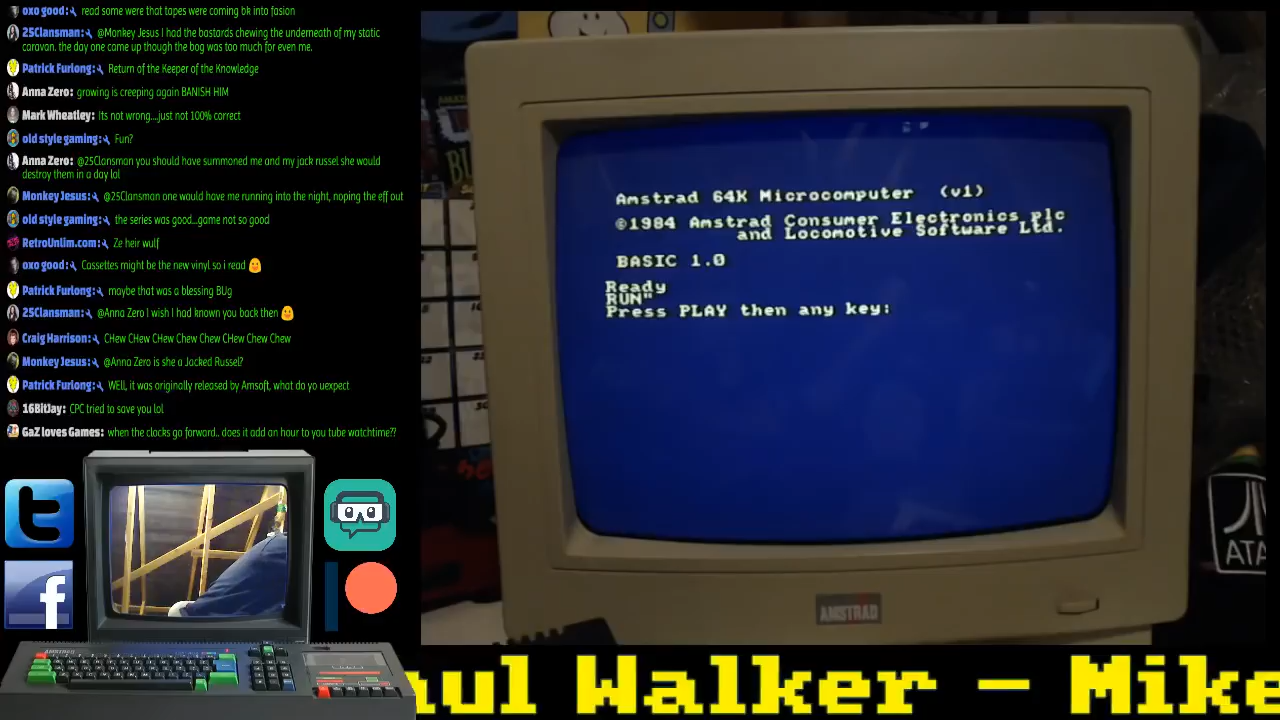 oxo good: read some were that tapes were coming bk into fasion
25Clansman: @Monkey Jesus I had the bastards chewing the underneath of my static
caravan. the day one came up though the bog was too much for even me.
Patrick Furlong: Return of the Keeper of the Knowledge
Anna Zero: growing is creeping again BANISH HIM
Mark Wheatley: Its not wrong....just not 100% correct
old style gaming: Fun?
Anna Zero: @25Clansman you should have summoned me and my jack russel she would
destroy them in a day lol
Monkey Jesus: @25Clansman one would have me running into the night, noping the eff out
old style gaming: the series was good...game not so good
RetroUnlim.com: Ze heir wulf
oxo good: Cassettes might be the new vinyl so i read
Patrick Furlong: maybe that was a blessing BUg
25Clansman: @Anna Zero I wish I had known you back then
Craig Harrison: CHew CHew CHew Chew Chew CHew Chew Chew
Monkey Jesus: @Anna Zero is she a Jacked Russel?
Patrick Furlong: WELL, it was originally released by Amsoft, what do yo uexpect
16BitJay: CPC tried to save you lol
GaZ loves Games: when the clocks go forward.. does it add an hour to you tube watchtime??
Amstrad 64K Microcomputer (v1)
©1984 Amstrad Consumer Electronics plc
and Locomotive Software Ltd.
BASIC 1.0
Ready
RUN"
Press PLAY then any key:
AMSTRAD
ATA
AMSTRAD
aul Walker - Mike